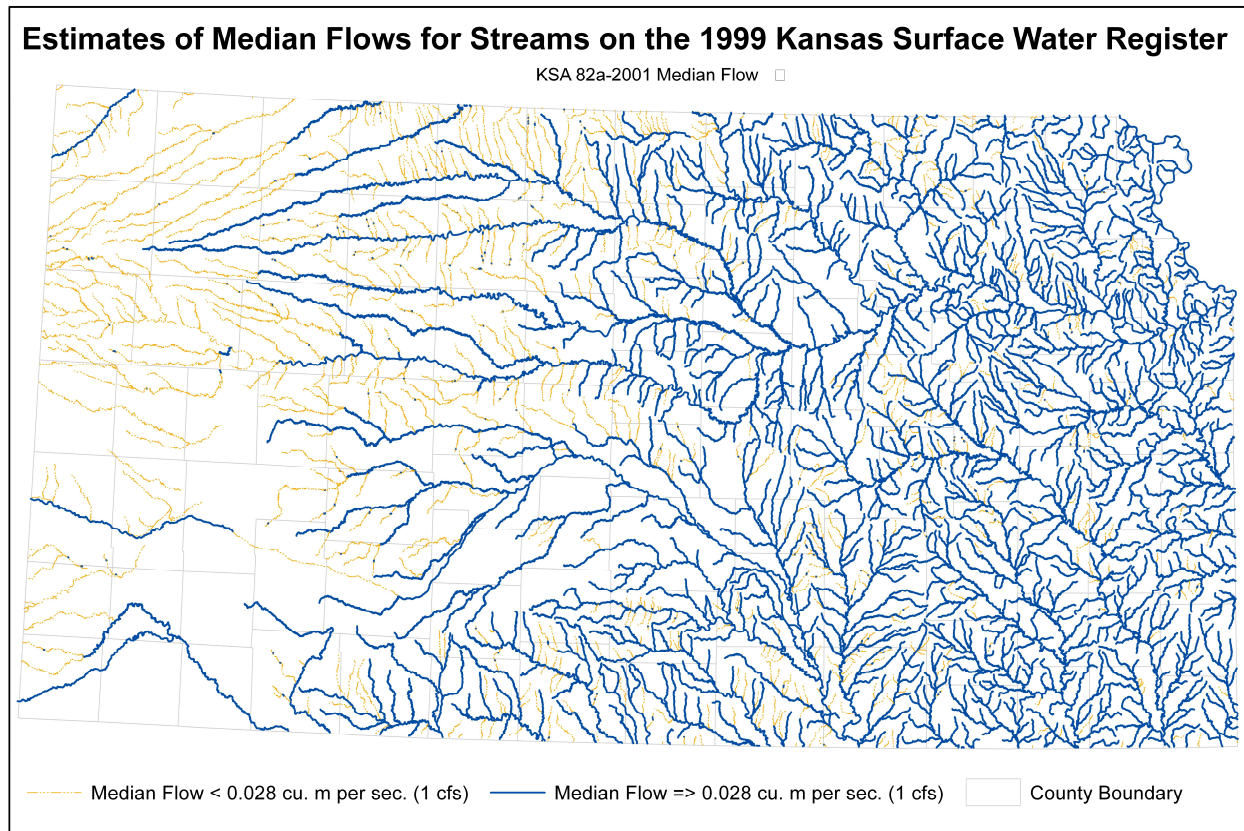 Estimates of Median Flows for Streams on the 1999 Kansas Surface Water Register
KSA 82a-2001 Median Flow
Median Flow < 0.028 cu. m per sec. (1 cfs)
Median Flow => 0.028 cu. m per sec. (1 cfs)
County Boundary